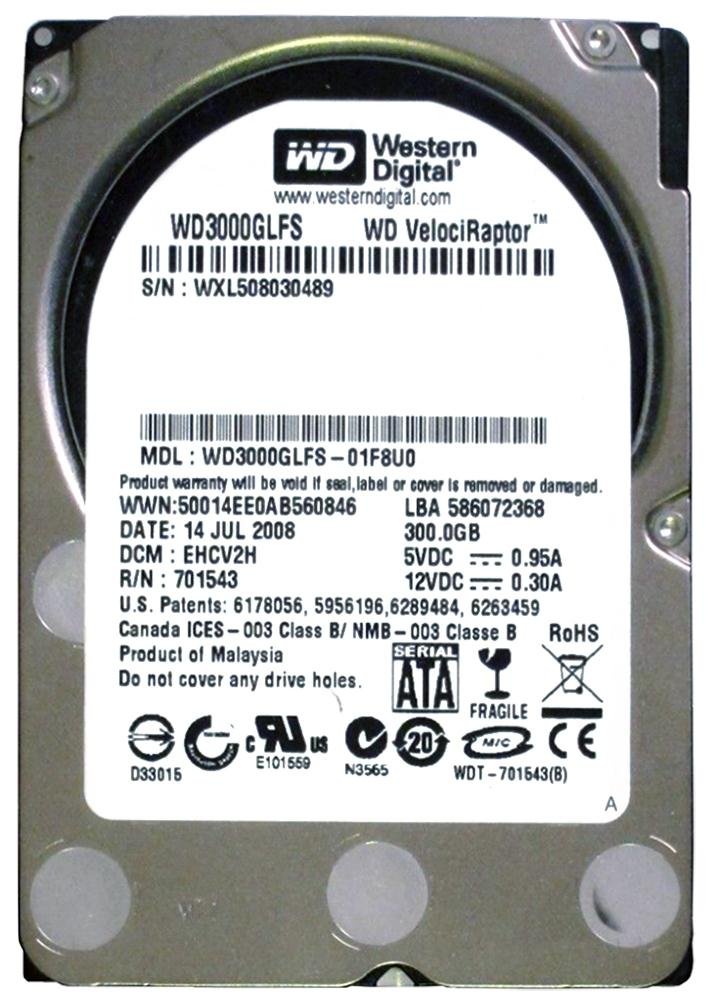 WD Western Digital®
www.westerndigital.com
WD3000GLFS WD VelociRaptor™
S/N : WXL508030489
MDL : WD3000GLFS-01F8U0
Product warranty will be void if seal,label or cover is removed or damaged.
WWN:50014EE0AB560846 LBA 586072368
DATE: 14 JUL 2008 300.0GB
DCM : EHCV2H 5VDC 0.95A
R/N : 701543 12VDC 0.30A
U.S. Patents: 6178056, 5956196,6289484, 6263459
Canada ICES-003 Class B/ NMB-003 Classe B RoHS
Product of Malaysia SERIAL
Do not cover any drive holes. ATA
FRAGILE
c RU us 20 MIC CE
D33015 E101559 N3565 WDT-701543(B)
A